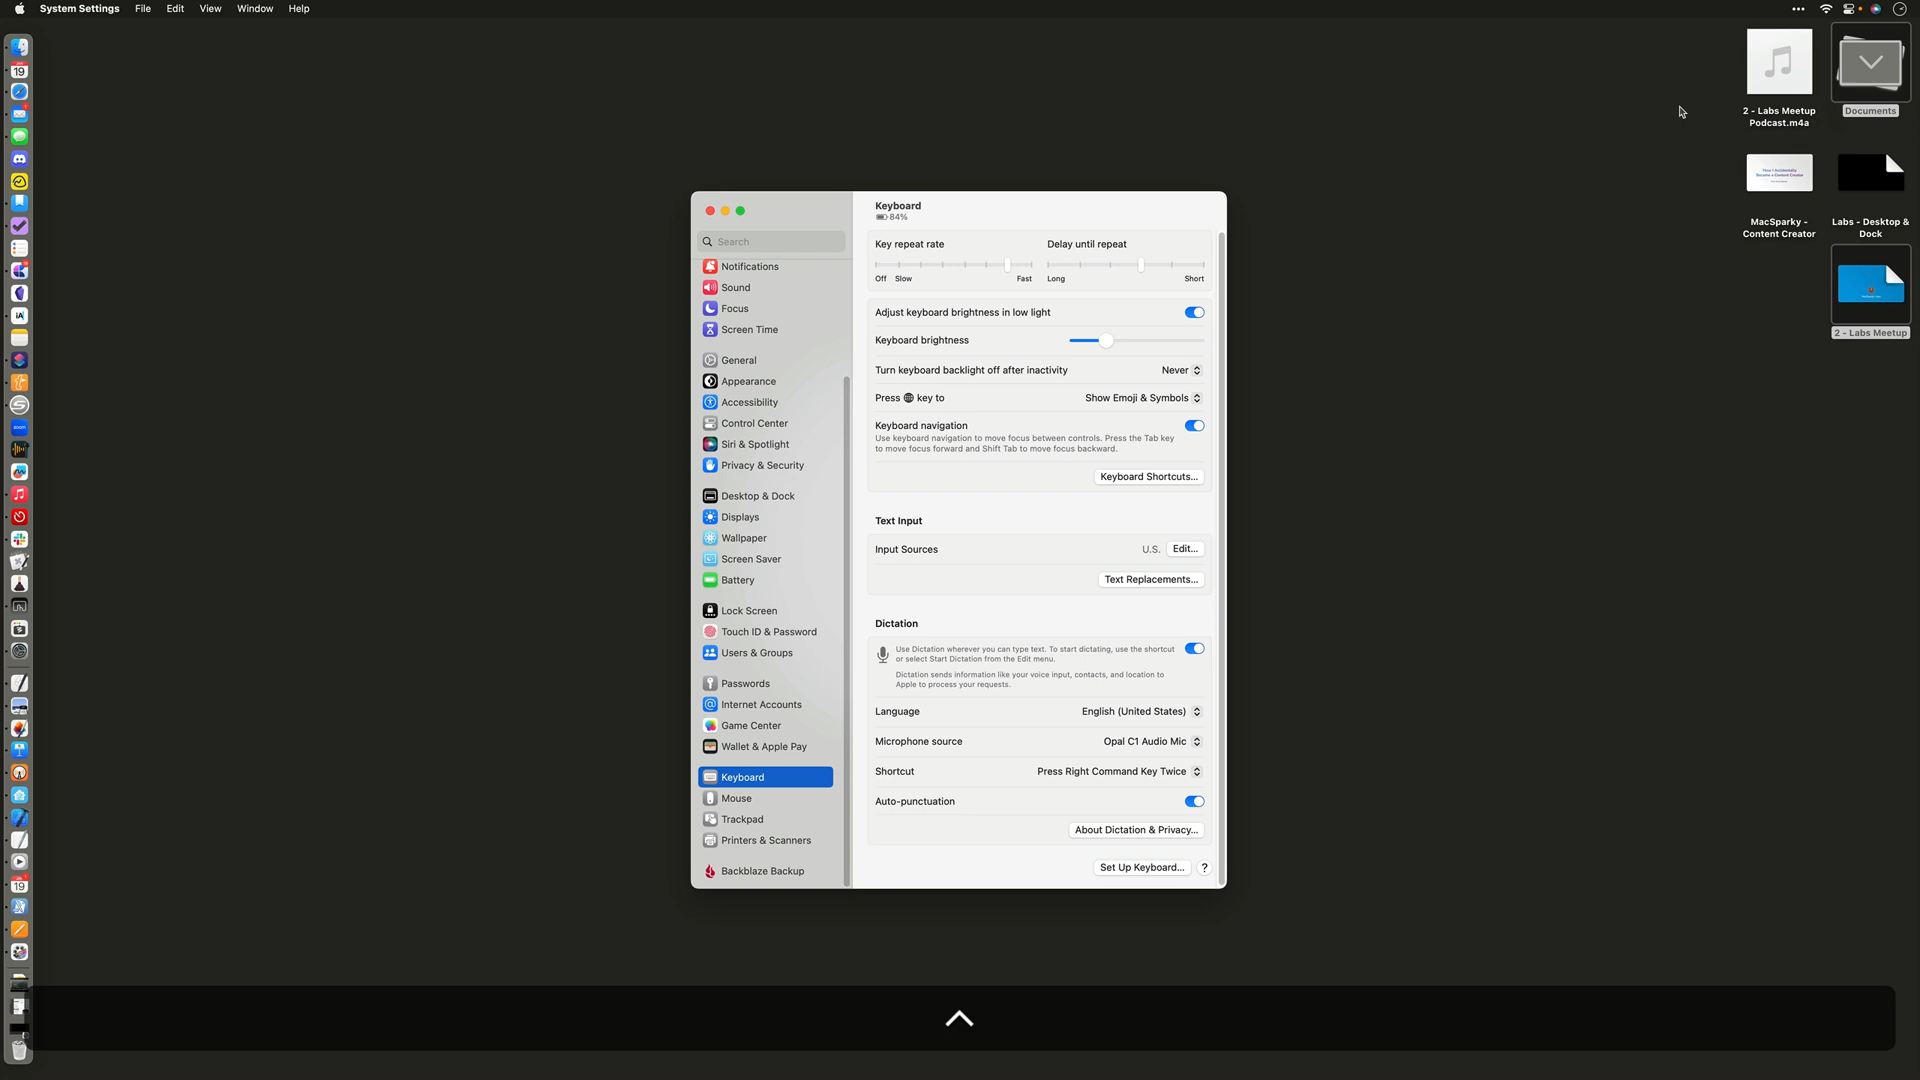 System Settings File Edit View Window Help
19
2 - Labs Meetup
Podcast.m4a
Documents
MacSparky -
Content Creator
Labs - Desktop &
Dock
2 - Labs Meetup
How I Accidentally
Became a Content Creator
iA
zoom
19
Search
Notifications
Sound
Focus
Screen Time
General
Appearance
Accessibility
Control Center
Siri & Spotlight
Privacy & Security
Desktop & Dock
Displays
Wallpaper
Screen Saver
Battery
Lock Screen
Touch ID & Password
Users & Groups
Passwords
Internet Accounts
Game Center
Wallet & Apple Pay
Keyboard
Mouse
Trackpad
Printers & Scanners
Backblaze Backup
Keyboard
84%
Key repeat rate Delay until repeat
Off Slow Fast Long Short
Adjust keyboard brightness in low light
Keyboard brightness
Turn keyboard backlight off after inactivity Never
Press 🌐 key to Show Emoji & Symbols
Keyboard navigation
Use keyboard navigation to move focus between controls. Press the Tab key
to move focus forward and Shift Tab to move focus backward.
Keyboard Shortcuts...
Text Input
Input Sources U.S. Edit...
Text Replacements...
Dictation
Use Dictation wherever you can type text. To start dictating, use the shortcut
or select Start Dictation from the Edit menu.
Dictation sends information like your voice input, contacts, and location to
Apple to process your requests.
Language English (United States)
Microphone source Opal C1 Audio Mic
Shortcut Press Right Command Key Twice
Auto-punctuation
About Dictation & Privacy...
Set Up Keyboard... ?